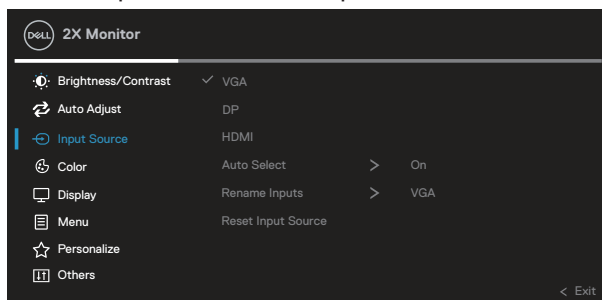 DELL 2X Monitor
Brightness/Contrast VGA
Auto Adjust DP
Input Source HDMI
Color Auto Select > On
Display Rename Inputs > VGA
Menu Reset Input Source
Personalize
Others
< Exit